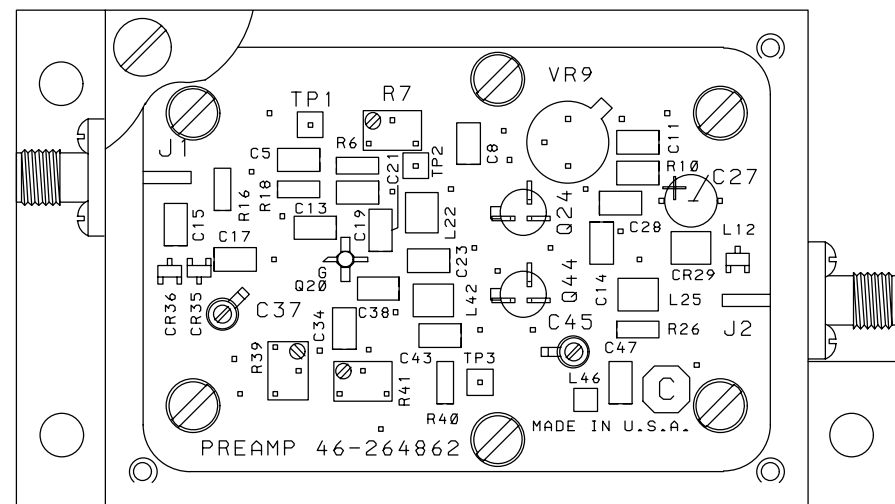 VR9
TP1
R7
C11
J1
C5
R6
C21
TP2
C8
R10
C27
R18
R16
C13
C19
L22
Q24
C28
L12
C15
C17
G
Q20
C23
C14
CR29
CR36
CR35
C37
C34
C38
L42
Q44
C45
L25
R26
J2
R39
R41
C43
TP3
R40
L46
C47
C
MADE IN U.S.A.
PREAMP 46-264862